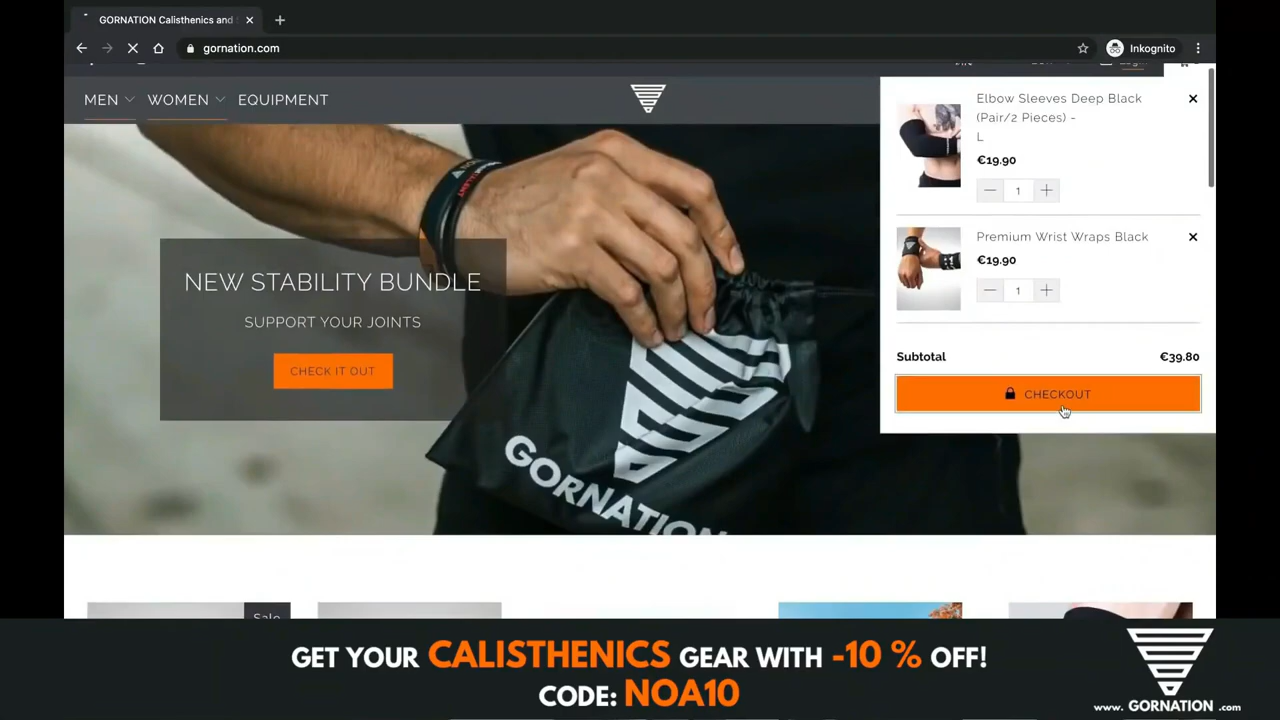 GORNATION Calisthenics and
gornation.com
Inkognito
MEN
WOMEN
EQUIPMENT
Elbow Sleeves Deep Black
(Pair/2 Pieces) -
L
€19.90
1
Premium Wrist Wraps Black
€19.90
1
Subtotal
€39.80
CHECKOUT
NEW STABILITY BUNDLE
SUPPORT YOUR JOINTS
CHECK IT OUT
GORNATION
Sale
GET YOUR CALISTHENICS GEAR WITH -10 % OFF!
CODE: NOA10
www. GORNATION .com